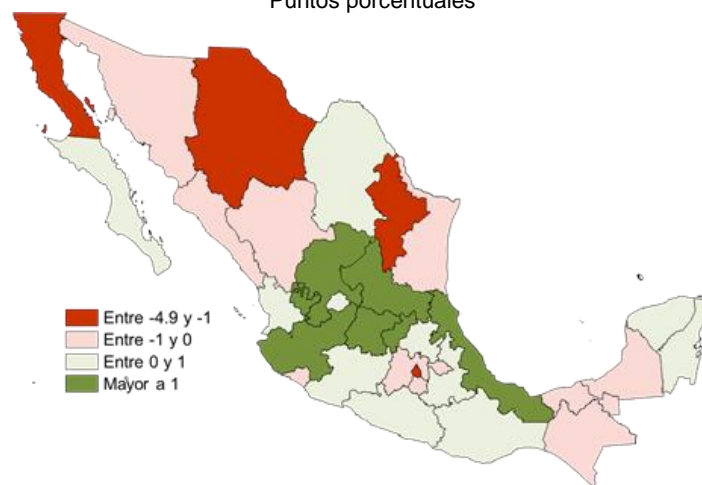 Puntos porcentuales
Entre -4.9 y -1
Entre -1 y 0
Entre 0 y 1
Mayor a 1